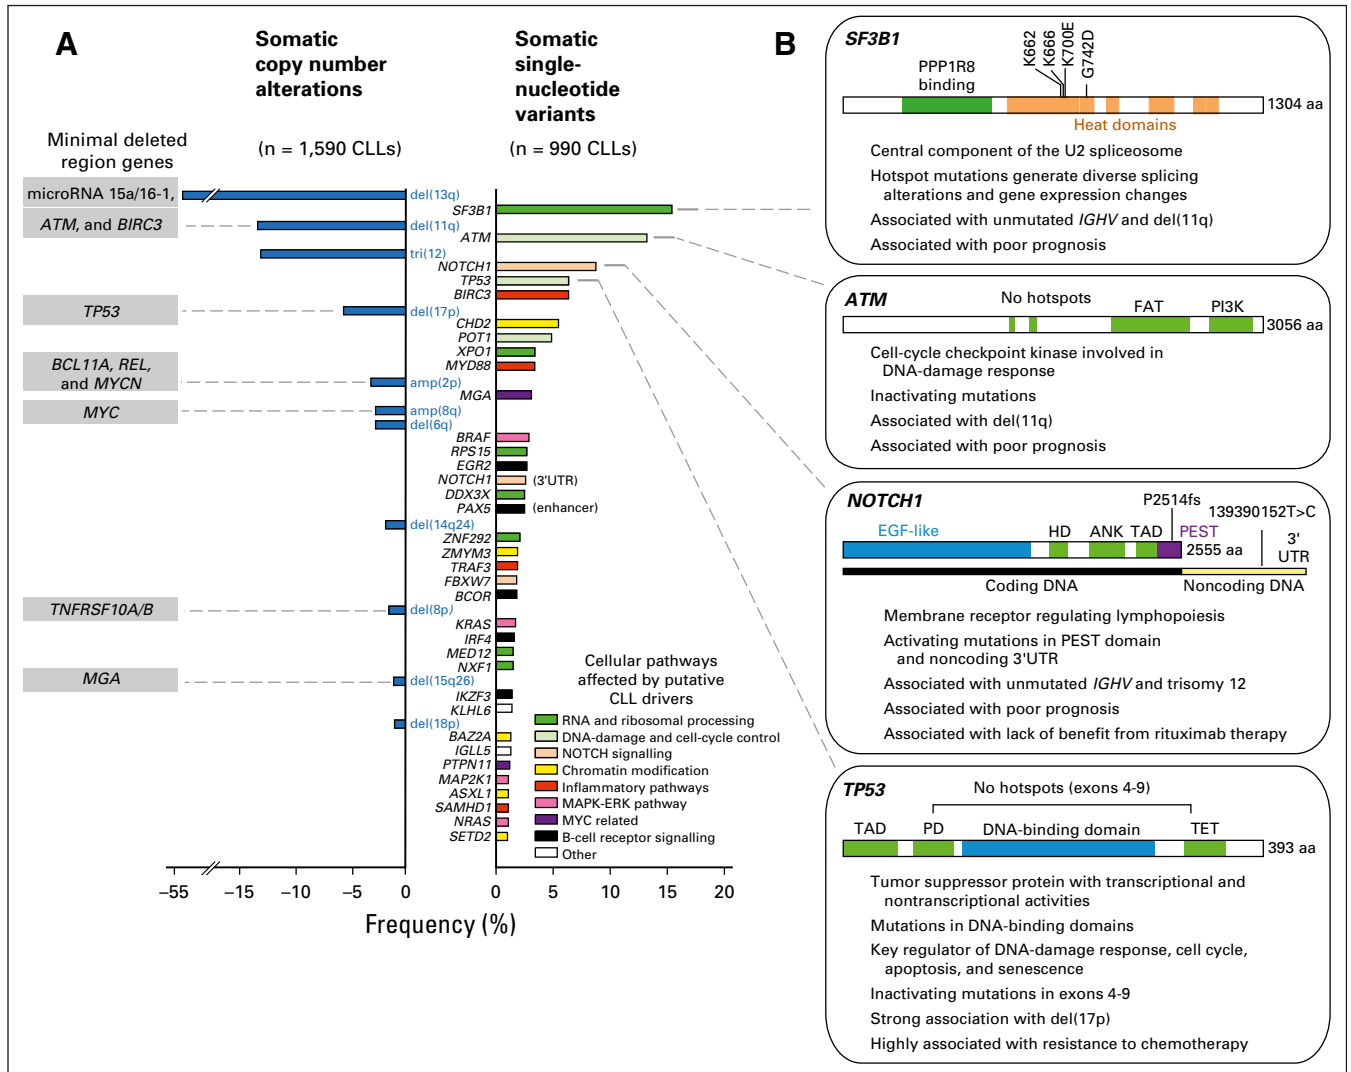 A
Somatic
copy number
alterations
(n = 1,590 CLLs)
Somatic
single-
nucleotide
variants
(n = 990 CLLs)
Minimal deleted
region genes
microRNA 15a/16-1,
ATM, and BIRC3
TP53
BCL11A, REL,
and MYCN
MYC
TNFRSF10A/B
MGA
del(13q)
del(11q)
tri(12)
del(17p)
amp(2p)
amp(8q)
del(6q)
del(14q24)
del(8p)
del(15q26)
del(18p)
SF3B1
ATM
NOTCH1
TP53
BIRC3
CHD2
POT1
XPO1
MYD88
MGA
BRAF
RPS15
EGR2
NOTCH1 (3'UTR)
DDX3X
PAX5 (enhancer)
ZNF292
ZMYM3
TRAF3
FBXW7
BCOR
KRAS
IRF4
MED12
NXF1
IKZF3
KLHL6
BAZ2A
IGLL5
PTPN11
MAP2K1
ASXL1
SAMHD1
NRAS
SETD2
Cellular pathways
affected by putative
CLL drivers
RNA and ribosomal processing
DNA-damage and cell-cycle control
NOTCH signalling
Chromatin modification
Inflammatory pathways
MAPK-ERK pathway
MYC related
B-cell receptor signalling
Other
–55 –15 –10 –5 0 0 5 10 15 20
Frequency (%)
B
SF3B1
K662
K666
K700E
G742D
PPP1R8
binding
1304 aa
Heat domains
Central component of the U2 spliceosome
Hotspot mutations generate diverse splicing
alterations and gene expression changes
Associated with unmutated IGHV and del(11q)
Associated with poor prognosis
ATM
No hotspots
FAT PI3K
3056 aa
Cell-cycle checkpoint kinase involved in
DNA-damage response
Inactivating mutations
Associated with del(11q)
Associated with poor prognosis
NOTCH1
P2514fs
139390152T>C
EGF-like HD ANK TAD PEST
2555 aa
3'
UTR
Coding DNA Noncoding DNA
Membrane receptor regulating lymphopoiesis
Activating mutations in PEST domain
and noncoding 3'UTR
Associated with unmutated IGHV and trisomy 12
Associated with poor prognosis
Associated with lack of benefit from rituximab therapy
TP53
No hotspots (exons 4-9)
TAD PD DNA-binding domain TET
393 aa
Tumor suppressor protein with transcriptional and
nontranscriptional activities
Mutations in DNA-binding domains
Key regulator of DNA-damage response, cell cycle,
apoptosis, and senescence
Inactivating mutations in exons 4-9
Strong association with del(17p)
Highly associated with resistance to chemotherapy